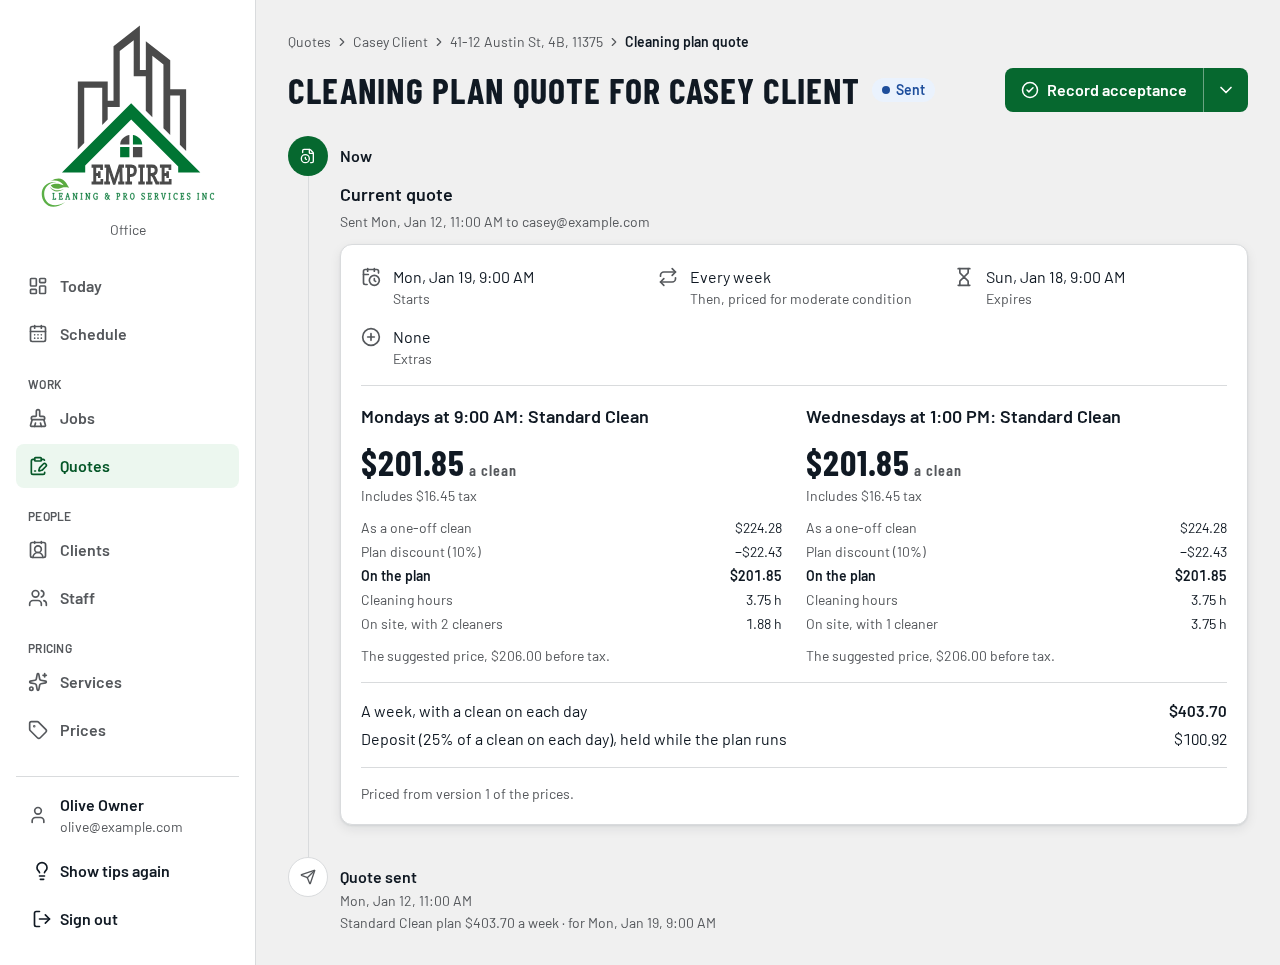 EMPIRE
LEANING & PRO SERVICES INC
Office
Today
Schedule
WORK
Jobs
Quotes
PEOPLE
Clients
Staff
PRICING
Services
Prices
Olive Owner
olive@example.com
Show tips again
Sign out
Quotes > Casey Client > 41-12 Austin St, 4B, 11375 > Cleaning plan quote
CLEANING PLAN QUOTE FOR CASEY CLIENT
Sent
Record acceptance
Now
Current quote
Sent Mon, Jan 12, 11:00 AM to casey@example.com
Mon, Jan 19, 9:00 AM
Starts
Every week
Then, priced for moderate condition
Sun, Jan 18, 9:00 AM
Expires
None
Extras
Mondays at 9:00 AM: Standard Clean
$201.85 a clean
Includes $16.45 tax
As a one-off clean $224.28
Plan discount (10%) −$22.43
On the plan $201.85
Cleaning hours 3.75 h
On site, with 2 cleaners 1.88 h
The suggested price, $206.00 before tax.
Wednesdays at 1:00 PM: Standard Clean
$201.85 a clean
Includes $16.45 tax
As a one-off clean $224.28
Plan discount (10%) −$22.43
On the plan $201.85
Cleaning hours 3.75 h
On site, with 1 cleaner 3.75 h
The suggested price, $206.00 before tax.
A week, with a clean on each day $403.70
Deposit (25% of a clean on each day), held while the plan runs $100.92
Priced from version 1 of the prices.
Quote sent
Mon, Jan 12, 11:00 AM
Standard Clean plan $403.70 a week · for Mon, Jan 19, 9:00 AM